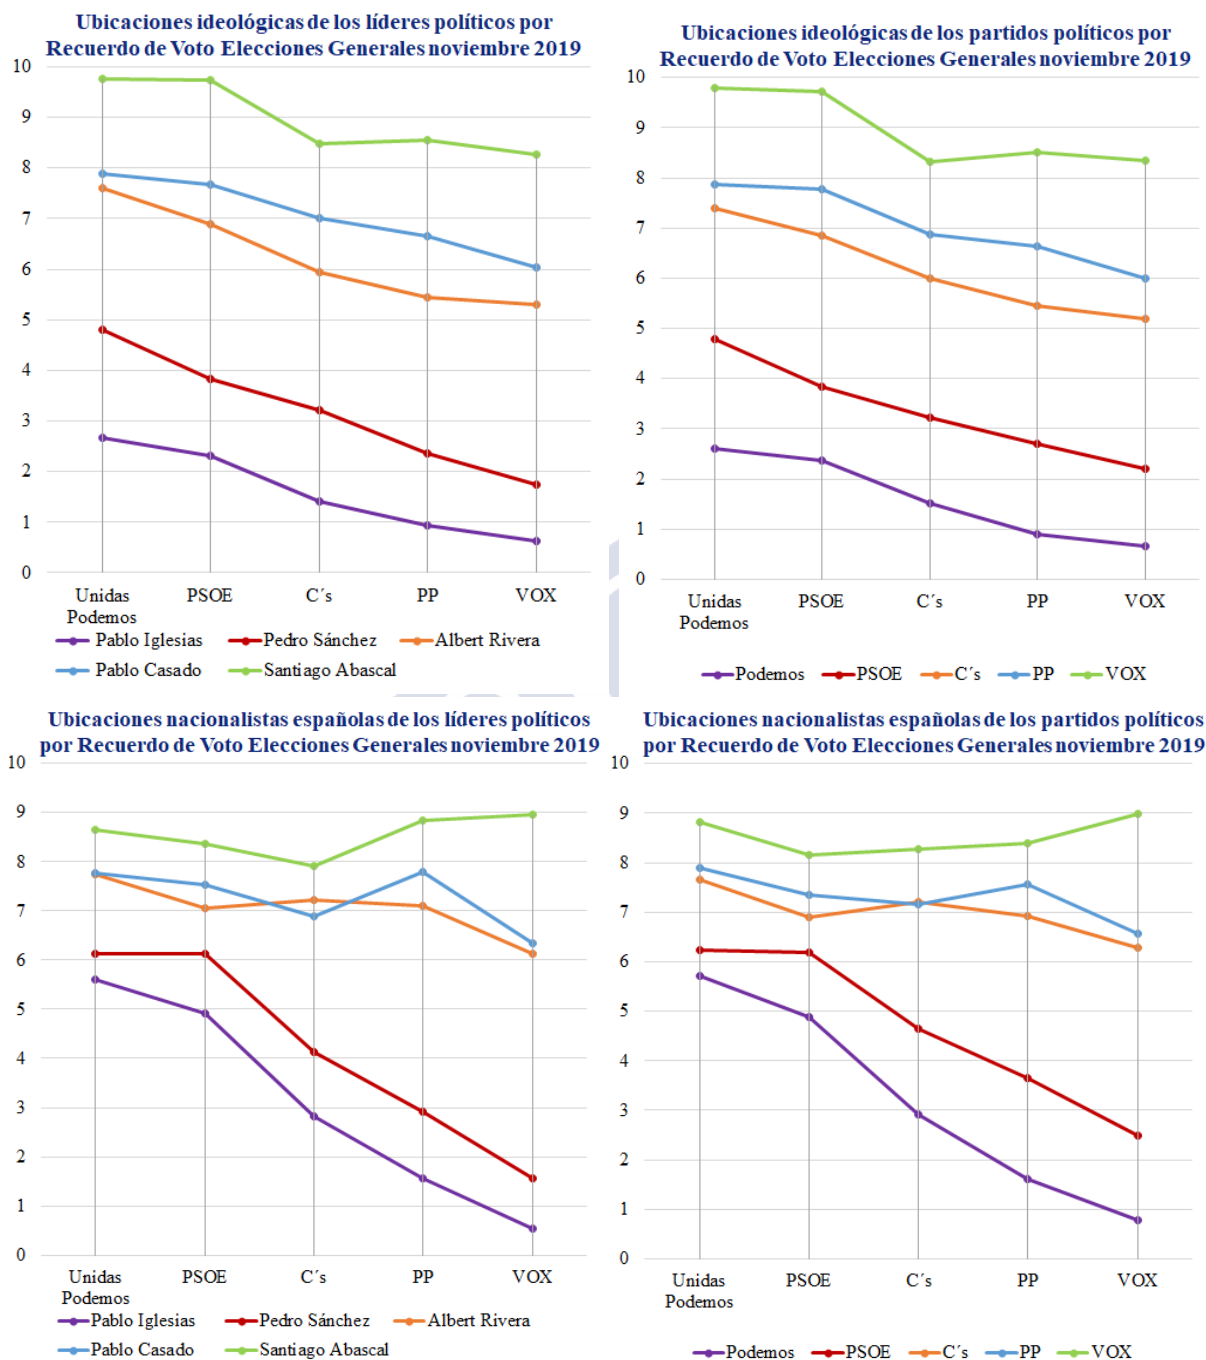 Ubicaciones ideológicas de los líderes políticos por
Recuerdo de Voto Elecciones Generales noviembre 2019
10
9
8
7
6
5
4
3
2
1
0
Unidas
Podemos
PSOE
C´s
PP
VOX
Pablo Iglesias
Pedro Sánchez
Albert Rivera
Pablo Casado
Santiago Abascal
Ubicaciones ideológicas de los partidos políticos por
Recuerdo de Voto Elecciones Generales noviembre 2019
10
9
8
7
6
5
4
3
2
1
0
Unidas
Podemos
PSOE
C´s
PP
VOX
Podemos
PSOE
C´s
PP
VOX
Ubicaciones nacionalistas españolas de los líderes políticos
por Recuerdo de Voto Elecciones Generales noviembre 2019
10
9
8
7
6
5
4
3
2
1
0
Unidas
Podemos
PSOE
C´s
PP
VOX
Pablo Iglesias
Pedro Sánchez
Albert Rivera
Pablo Casado
Santiago Abascal
Ubicaciones nacionalistas españolas de los partidos políticos
por Recuerdo de Voto Elecciones Generales noviembre 2019
10
9
8
7
6
5
4
3
2
1
0
Unidas
Podemos
PSOE
C´s
PP
VOX
Podemos
PSOE
C´s
PP
VOX